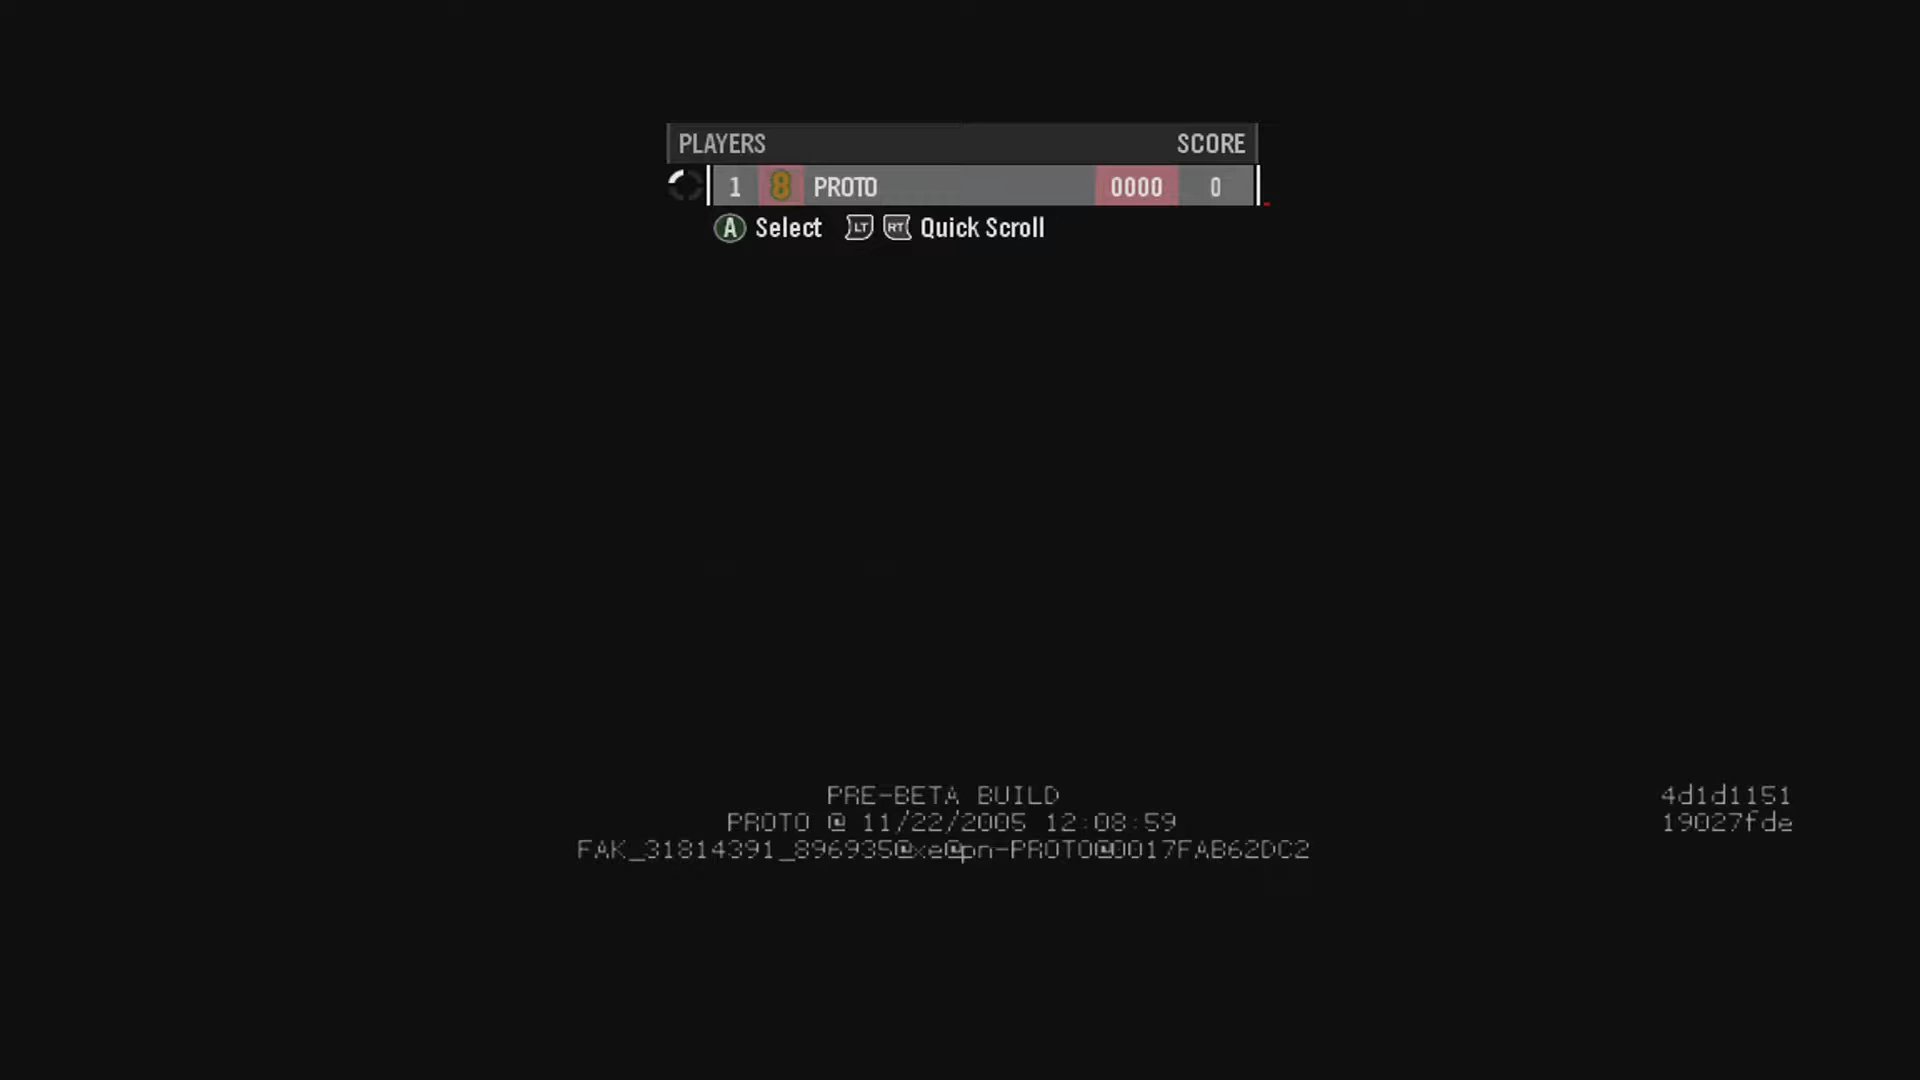 PLAYERS SCORE
1 8 PROTO 0000 0
A Select LT RT Quick Scroll
PRE-BETA BUILD 4d1d1151
PROTO @ 11/22/2005 12:08:59 19027fde
FAK_31814391_896935@xe@pn-PROTO@0017FAB62DC2